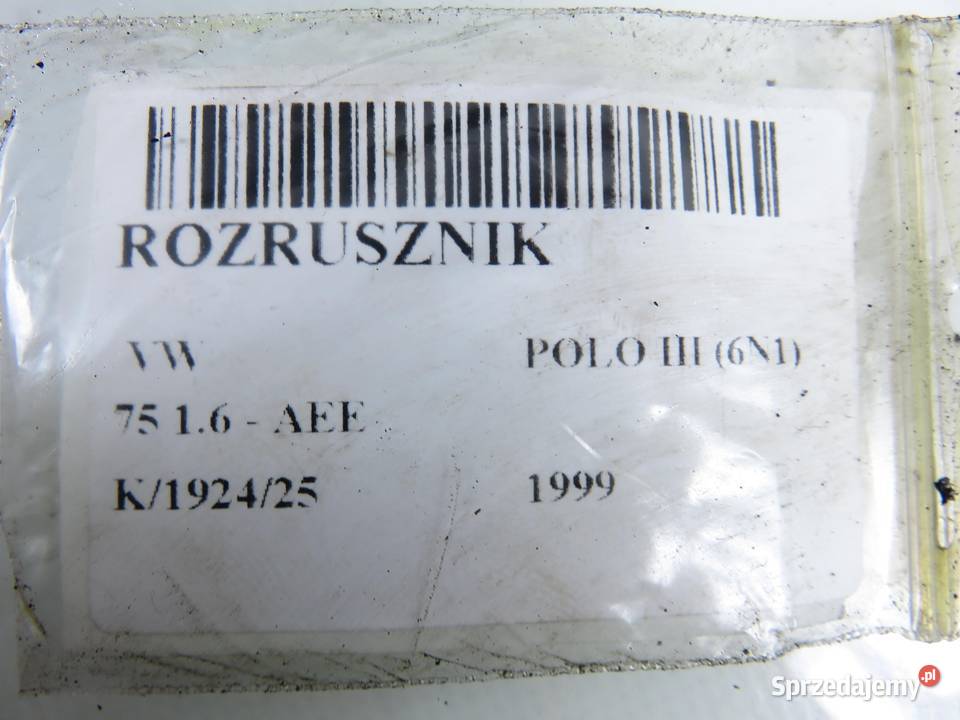 ROZRUSZNIK
VW POLO III (6N1)
75 1.6 - AEE
K/1924/25 1999
Sprzedajemy.pl